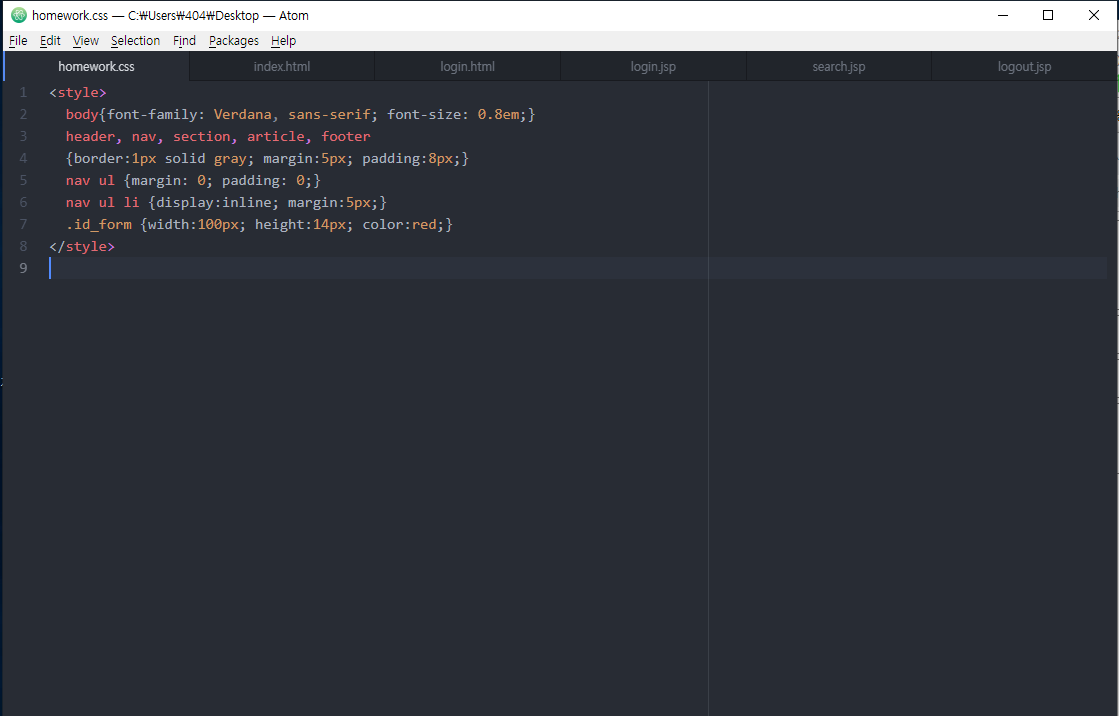 homework.css — C:₩Users₩404₩Desktop — Atom
File Edit View Selection Find Packages Help
homework.css index.html login.html login.jsp search.jsp logout.jsp
1 <style>
2 body{font-family: Verdana, sans-serif; font-size: 0.8em;}
3 header, nav, section, article, footer
4 {border:1px solid gray; margin:5px; padding:8px;}
5 nav ul {margin: 0; padding: 0;}
6 nav ul li {display:inline; margin:5px;}
7 .id_form {width:100px; height:14px; color:red;}
8 </style>
9